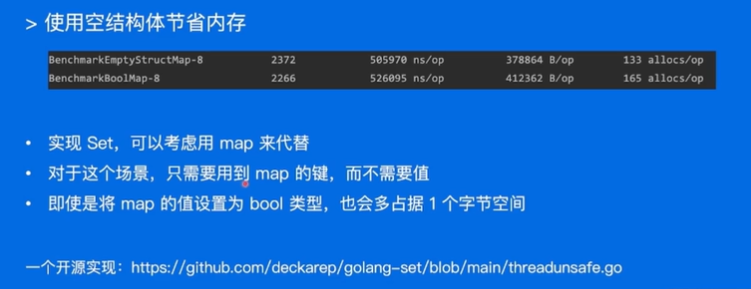 > 使用空结构体节省内存
BenchmarkEmptyStructMap-8 2372 505970 ns/op 378864 B/op 133 allocs/op
BenchmarkBoolMap-8 2266 526095 ns/op 412362 B/op 165 allocs/op
• 实现 Set，可以考虑用 map 来代替
• 对于这个场景，只需要用到 map 的键，而不需要值
• 即使是将 map 的值设置为 bool 类型，也会多占据 1 个字节空间
一个开源实现：https://github.com/deckarep/golang-set/blob/main/threadunsafe.go